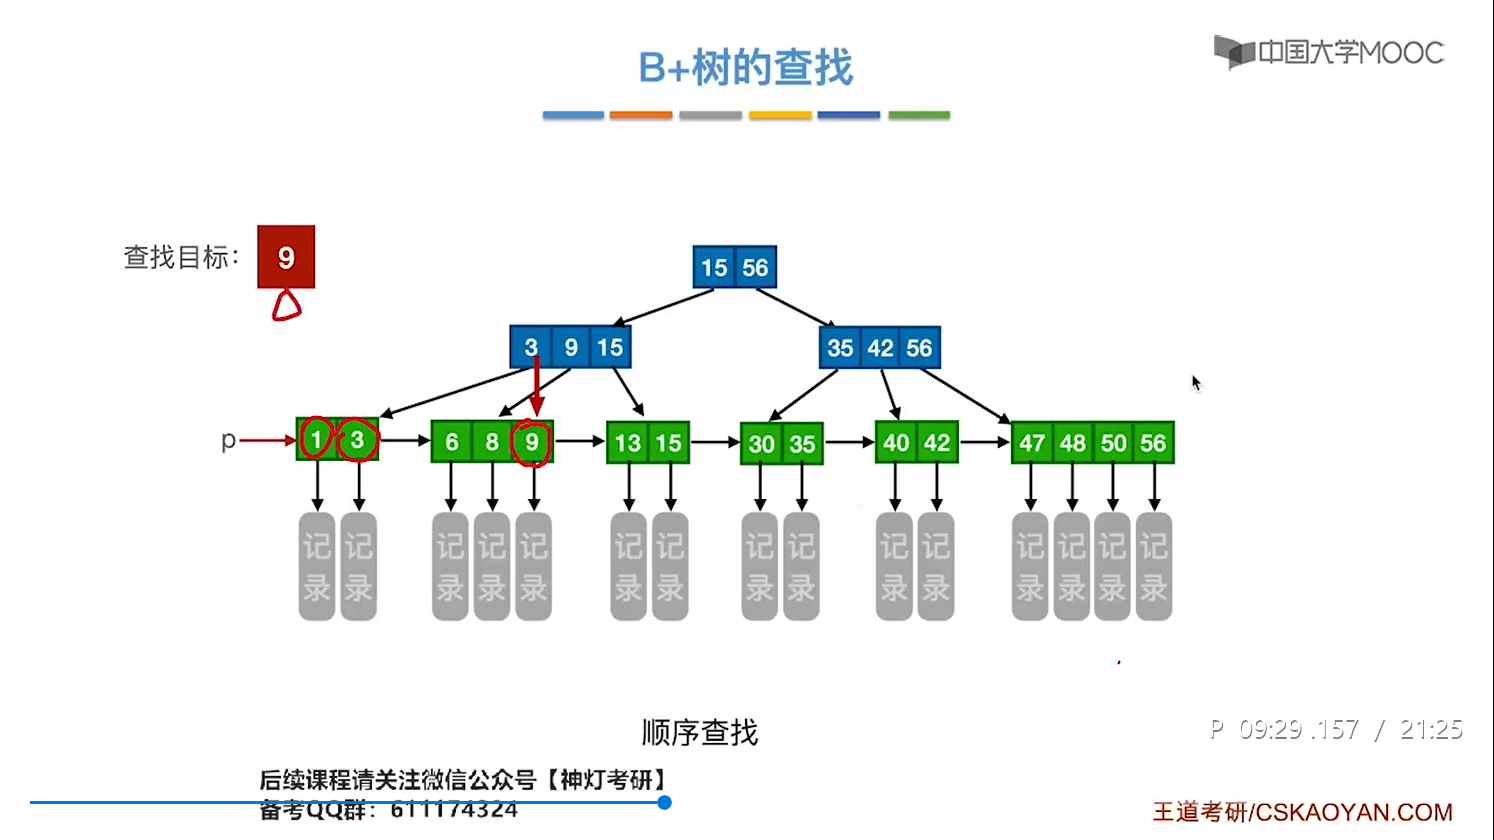 B+树的查找
中国大学MOOC
查找目标： 9
15 56
3 9 15 35 42 56
p 1 3 6 8 9 13 15 30 35 40 42 47 48 50 56
记录 记录 记录 记录 记录 记录 记录 记录 记录 记录 记录 记录 记录 记录 记录
顺序查找
P 09:29.157 / 21:25
后续课程请关注微信公众号【神灯考研】
备考QQ群：611174324
王道考研/CSKAOYAN.COM